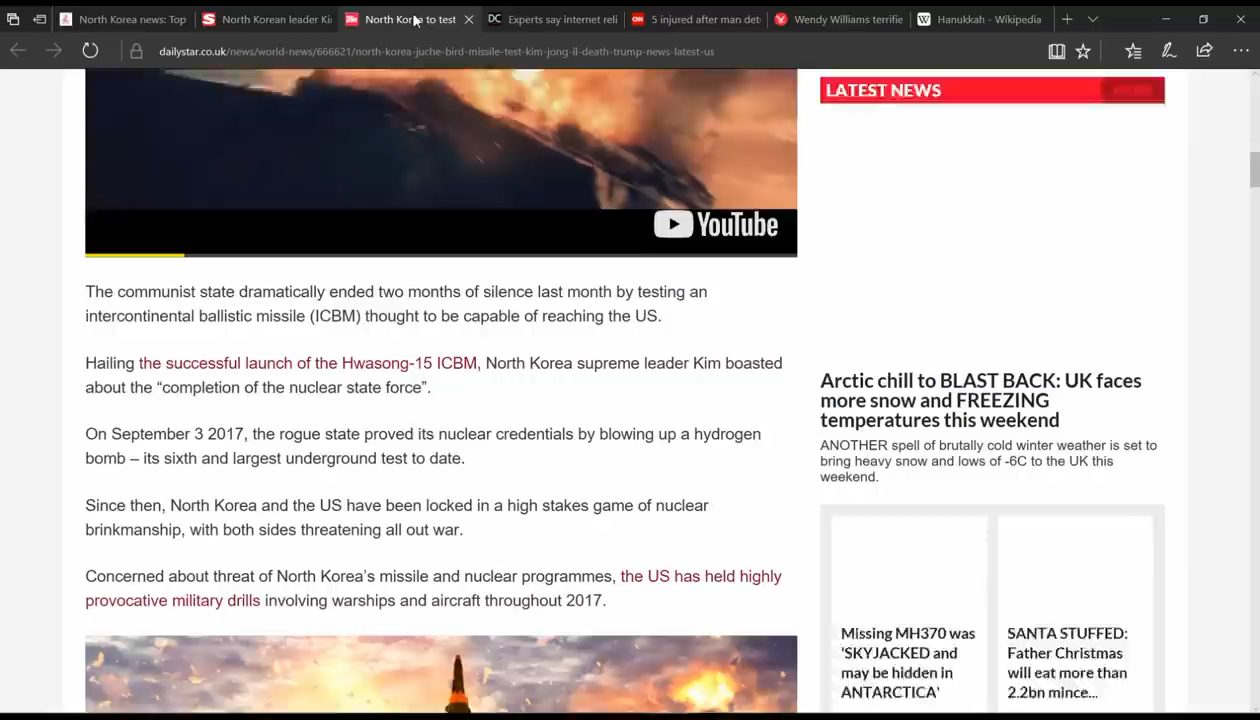 North Korea news: Top
North Korean leader Ki
North Korea to test
Experts say internet reli
5 injured after man det
Wendy Williams terrifie
Hanukkah - Wikipedia
dailystar.co.uk/news/world-news/666621/north-korea-juche-bird-missile-test-kim-jong-il-death-trump-news-latest-us
YouTube
The communist state dramatically ended two months of silence last month by testing an
intercontinental ballistic missile (ICBM) thought to be capable of reaching the US.
Hailing the successful launch of the Hwasong-15 ICBM, North Korea supreme leader Kim boasted
about the “completion of the nuclear state force”.
On September 3 2017, the rogue state proved its nuclear credentials by blowing up a hydrogen
bomb – its sixth and largest underground test to date.
Since then, North Korea and the US have been locked in a high stakes game of nuclear
brinkmanship, with both sides threatening all out war.
Concerned about threat of North Korea’s missile and nuclear programmes, the US has held highly
provocative military drills involving warships and aircraft throughout 2017.
LATEST NEWS
Arctic chill to BLAST BACK: UK faces
more snow and FREEZING
temperatures this weekend
ANOTHER spell of brutally cold winter weather is set to
bring heavy snow and lows of -6C to the UK this
weekend.
Missing MH370 was
'SKYJACKED and
may be hidden in
ANTARCTICA'
SANTA STUFFED:
Father Christmas
will eat more than
2.2bn mince...